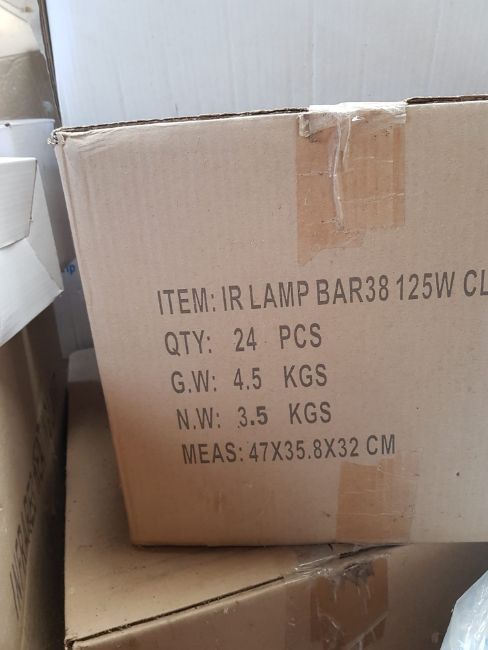 ITEM: IR LAMP BAR38 125W CL
QTY: 24 PCS
G.W: 4.5 KGS
N.W: 3.5 KGS
MEAS: 47X35.8X32 CM